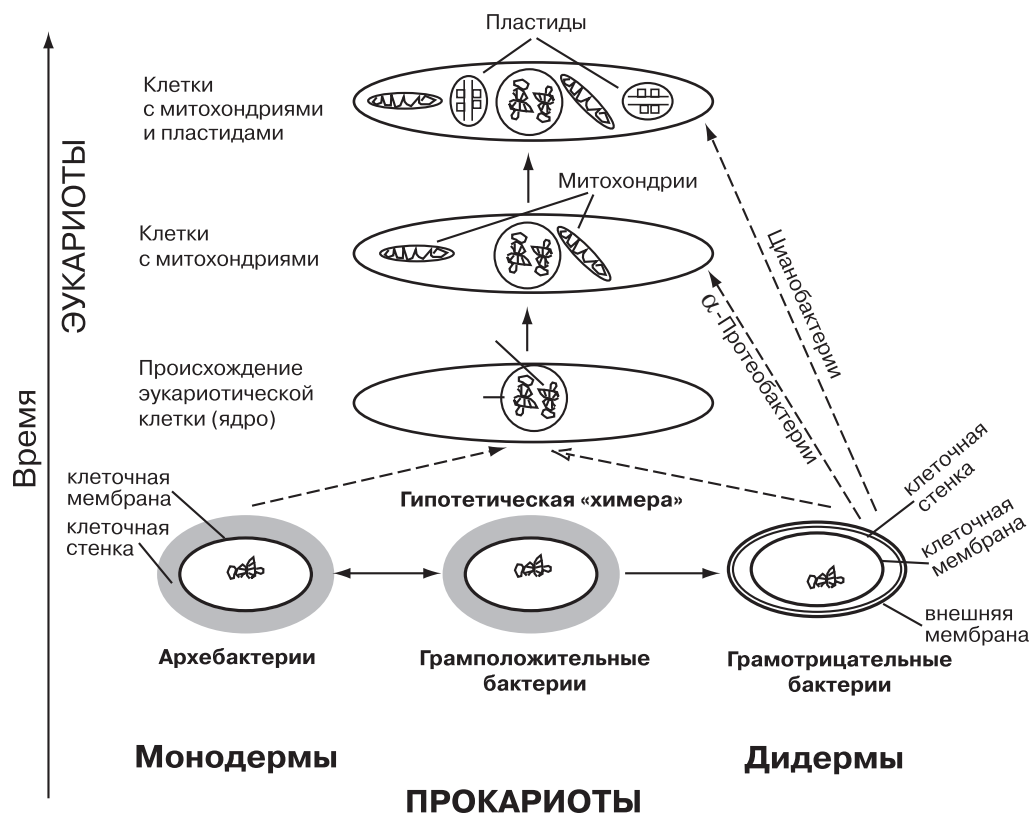 Пластиды
Клетки
с митохондриями
и пластидами
ЭУКАРИОТЫ
Митохондрии
Клетки
с митохондриями
Цианобактерии
α-Протеобактерии
Происхождение
эукариотической
клетки (ядро)
Время
клеточная
мембрана
клеточная
стенка
Гипотетическая «химера»
клеточная
стенка
клеточная
мембрана
внешняя
мембрана
Архебактерии
Грамположительные
бактерии
Грамотрицательные
бактерии
Монодермы
Дидермы
ПРОКАРИОТЫ